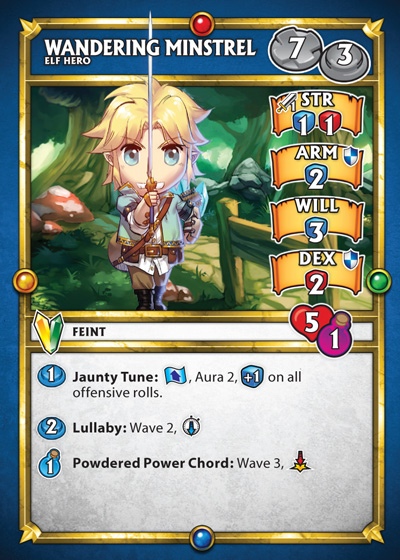 WANDERING MINSTREL
ELF HERO
7
3
STR
1 1
ARM
2
WILL
3
DEX
2
5
1
FEINT
1 Jaunty Tune: , Aura 2, +1 on all
offensive rolls.
2 Lullaby: Wave 2,
1 Powdered Power Chord: Wave 3,